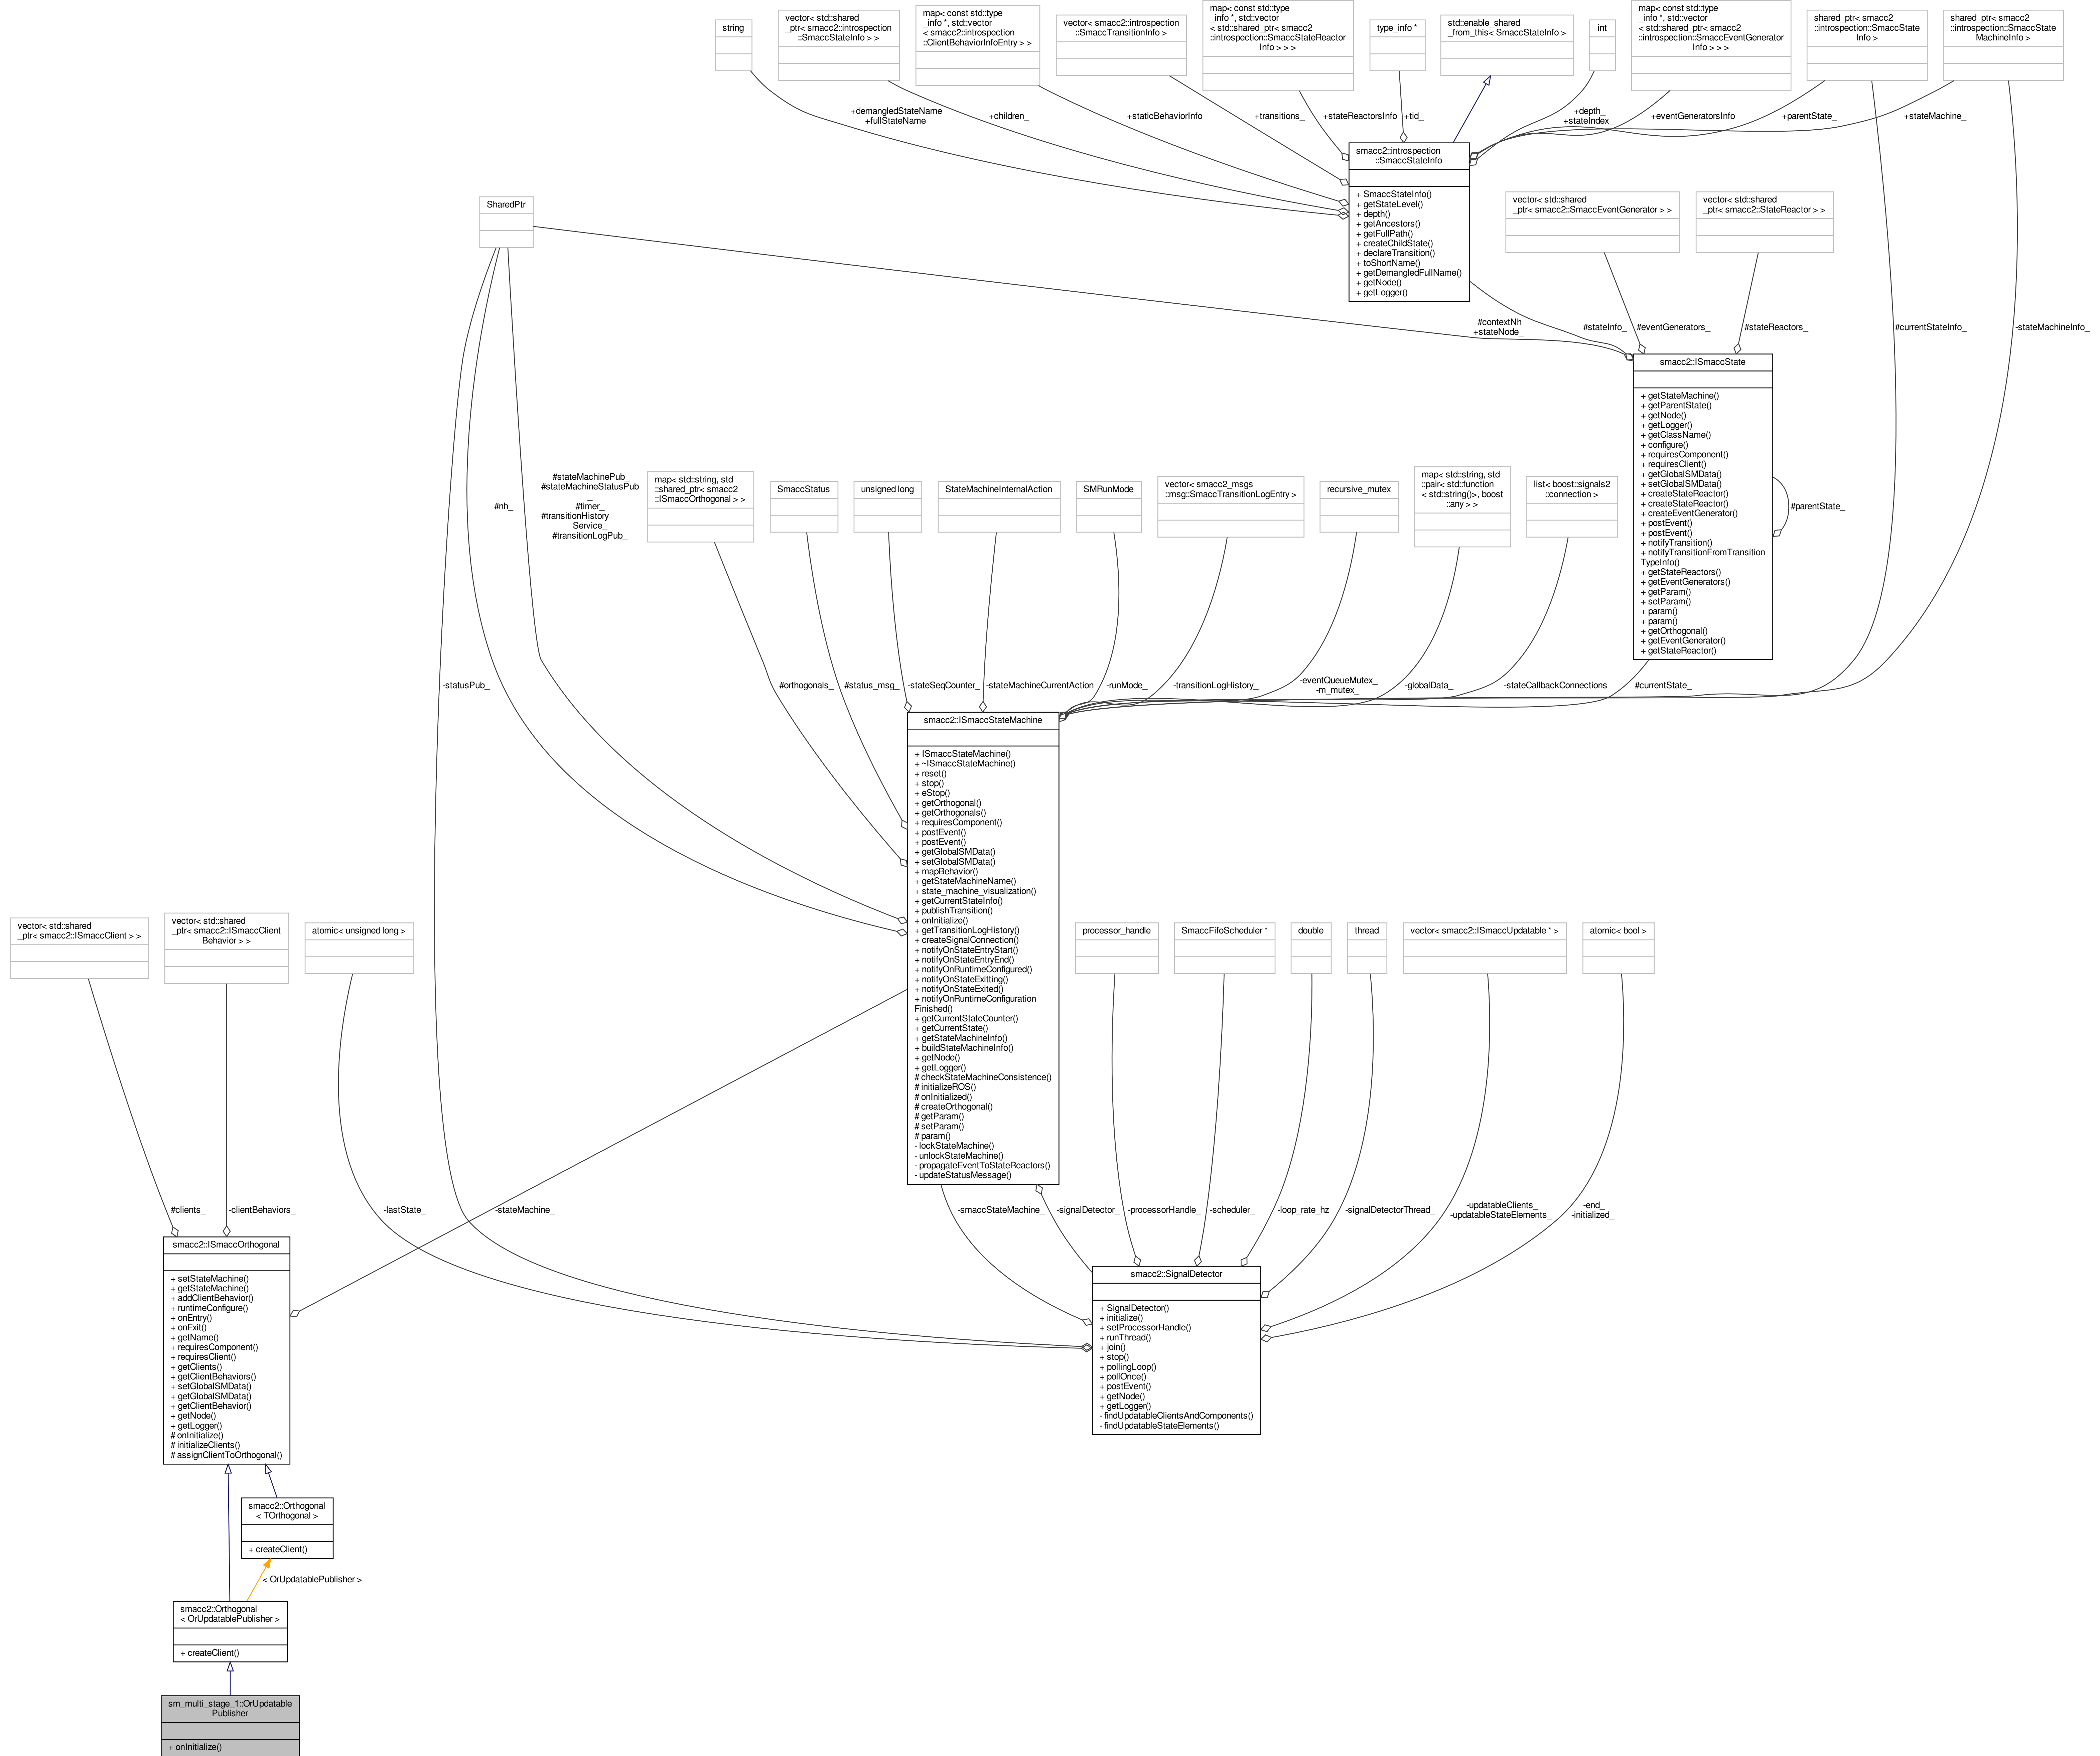 string
vector< std::shared
_ptr< smacc2::introspection
::SmaccStateInfo > >
map< const std::type
_info *, std::vector
< smacc2::introspection
::ClientBehaviorInfoEntry > >
vector< smacc2::introspection
::SmaccTransitionInfo >
map< const std::type
_info *, std::vector
< std::shared_ptr< smacc2
::introspection::SmaccStateReactor
Info > > >
type_info *
std::enable_shared
_from_this< SmaccStateInfo >
int
map< const std::type
_info *, std::vector
< std::shared_ptr< smacc2
::introspection::SmaccEventGenerator
Info > > >
shared_ptr< smacc2
::introspection::SmaccState
Info >
shared_ptr< smacc2
::introspection::SmaccState
MachineInfo >
+demangledStateName
+fullStateName
+children_
+staticBehaviorInfo
+transitions_
+stateReactorsInfo
+tid_
+depth_
+stateIndex_
+eventGeneratorsInfo
+parentState_
+stateMachine_
smacc2::introspection
::SmaccStateInfo
+ SmaccStateInfo()
+ getStateLevel()
+ depth()
+ getAncestors()
+ getFullPath()
+ createChildState()
+ declareTransition()
+ toShortName()
+ getDemangledFullName()
+ getNode()
+ getLogger()
SharedPtr
vector< std::shared
_ptr< smacc2::SmaccEventGenerator > >
vector< std::shared
_ptr< smacc2::StateReactor > >
#contextNh
+stateNode_
#stateInfo_
#eventGenerators_
#stateReactors_
#currentStateInfo_
-stateMachineInfo_
smacc2::ISmaccState
+ getStateMachine()
+ getParentState()
+ getNode()
+ getLogger()
+ getClassName()
+ configure()
+ requiresComponent()
+ requiresClient()
+ getGlobalSMData()
+ setGlobalSMData()
+ createStateReactor()
+ createStateReactor()
+ createEventGenerator()
+ postEvent()
+ postEvent()
+ notifyTransition()
+ notifyTransitionFromTransition
TypeInfo()
+ getStateReactors()
+ getEventGenerators()
+ getParam()
+ setParam()
+ param()
+ param()
+ getOrthogonal()
+ getEventGenerator()
+ getStateReactor()
#parentState_
#nh_
#stateMachinePub_
#stateMachineStatusPub
_
#timer_
#transitionHistory
Service_
#transitionLogPub_
map< std::string, std
::shared_ptr< smacc2
::ISmaccOrthogonal > >
SmaccStatus
unsigned long
StateMachineInternalAction
SMRunMode
vector< smacc2_msgs
::msg::SmaccTransitionLogEntry >
recursive_mutex
map< std::string, std
::pair< std::function
< std::string()>, boost
::any > >
list< boost::signals2
::connection >
-statusPub_
#orthogonals_
#status_msg_
-stateSeqCounter_
-stateMachineCurrentAction
-runMode_
-transitionLogHistory_
-eventQueueMutex_
-m_mutex_
-globalData_
-stateCallbackConnections
#currentState_
smacc2::ISmaccStateMachine
+ ISmaccStateMachine()
+ ~ISmaccStateMachine()
+ reset()
+ stop()
+ eStop()
+ getOrthogonal()
+ getOrthogonals()
+ requiresComponent()
+ postEvent()
+ postEvent()
+ getGlobalSMData()
+ setGlobalSMData()
+ mapBehavior()
+ getStateMachineName()
+ state_machine_visualization()
+ getCurrentStateInfo()
+ publishTransition()
+ onInitialize()
+ getTransitionLogHistory()
+ createSignalConnection()
+ notifyOnStateEntryStart()
+ notifyOnStateEntryEnd()
+ notifyOnRuntimeConfigured()
+ notifyOnStateExitting()
+ notifyOnStateExited()
+ notifyOnRuntimeConfiguration
Finished()
+ getCurrentStateCounter()
+ getCurrentState()
+ getStateMachineInfo()
+ buildStateMachineInfo()
+ getNode()
+ getLogger()
# checkStateMachineConsistence()
# initializeROS()
# onInitialized()
# createOrthogonal()
# getParam()
# setParam()
# param()
- lockStateMachine()
- unlockStateMachine()
- propagateEventToStateReactors()
- updateStatusMessage()
vector< std::shared
_ptr< smacc2::ISmaccClient > >
vector< std::shared
_ptr< smacc2::ISmaccClient
Behavior > >
atomic< unsigned long >
processor_handle
SmaccFifoScheduler *
double
thread
vector< smacc2::ISmaccUpdatable * >
atomic< bool >
#clients_
-clientBehaviors_
-lastState_
-stateMachine_
-smaccStateMachine_
-signalDetector_
-processorHandle_
-scheduler_
-loop_rate_hz
-signalDetectorThread_
-updatableClients_
-updatableStateElements_
-end_
-initialized_
smacc2::ISmaccOrthogonal
+ setStateMachine()
+ getStateMachine()
+ addClientBehavior()
+ runtimeConfigure()
+ onEntry()
+ onExit()
+ getName()
+ requiresComponent()
+ requiresClient()
+ getClients()
+ getClientBehaviors()
+ setGlobalSMData()
+ getGlobalSMData()
+ getClientBehavior()
+ getNode()
+ getLogger()
# onInitialize()
# initializeClients()
# assignClientToOrthogonal()
smacc2::SignalDetector
+ SignalDetector()
+ initialize()
+ setProcessorHandle()
+ runThread()
+ join()
+ stop()
+ pollingLoop()
+ pollOnce()
+ postEvent()
+ getNode()
+ getLogger()
- findUpdatableClientsAndComponents()
- findUpdatableStateElements()
smacc2::Orthogonal
< TOrthogonal >
+ createClient()
< OrUpdatablePublisher >
smacc2::Orthogonal
< OrUpdatablePublisher >
+ createClient()
sm_multi_stage_1::OrUpdatable
Publisher
+ onInitialize()